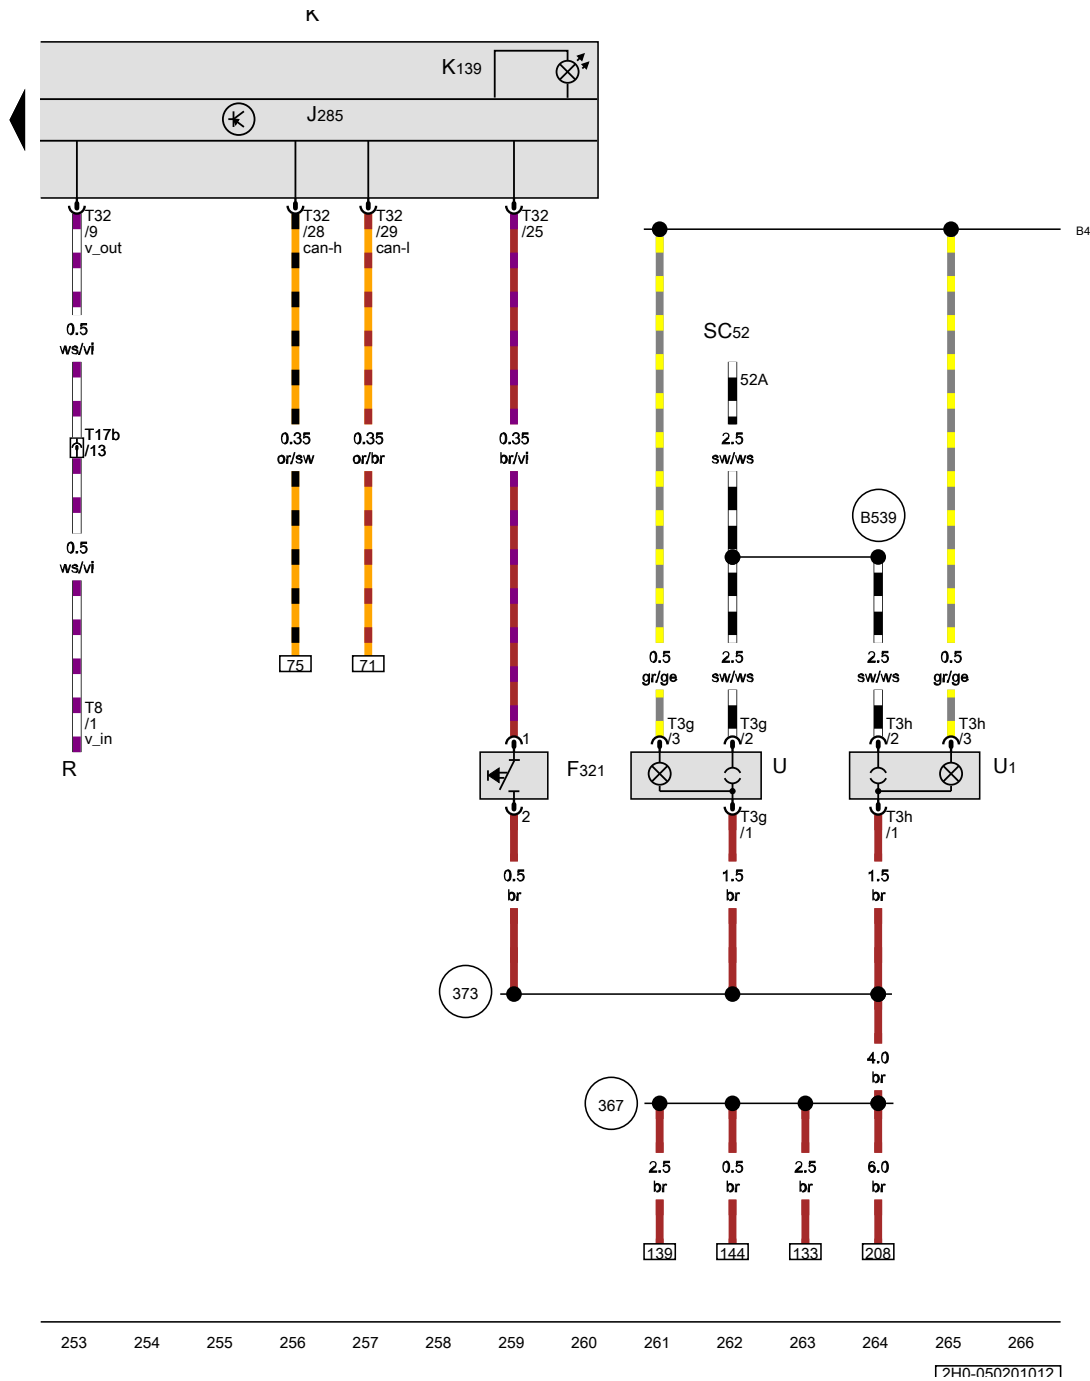 K
K139
J285
T32
/9
v_out
T32
/28
can-h
T32
/29
can-l
T32
/25
B4
0.5
ws/vi
SC52
52A
T17b
/13
0.35
or/sw
0.35
or/br
0.35
br/vi
2.5
sw/ws
B539
0.5
ws/vi
75
71
0.5
gr/ge
2.5
sw/ws
2.5
sw/ws
0.5
gr/ge
T8
/1
v_in
R
1
T3g
/3
T3g
/2
T3h
/2
T3h
/3
F321
U
U1
2
T3g
/1
T3h
/1
0.5
br
1.5
br
1.5
br
373
4.0
br
367
2.5
br
0.5
br
2.5
br
6.0
br
139
144
133
208
253 254 255 256 257 258 259 260 261 262 263 264 265 266
2H0-050201012